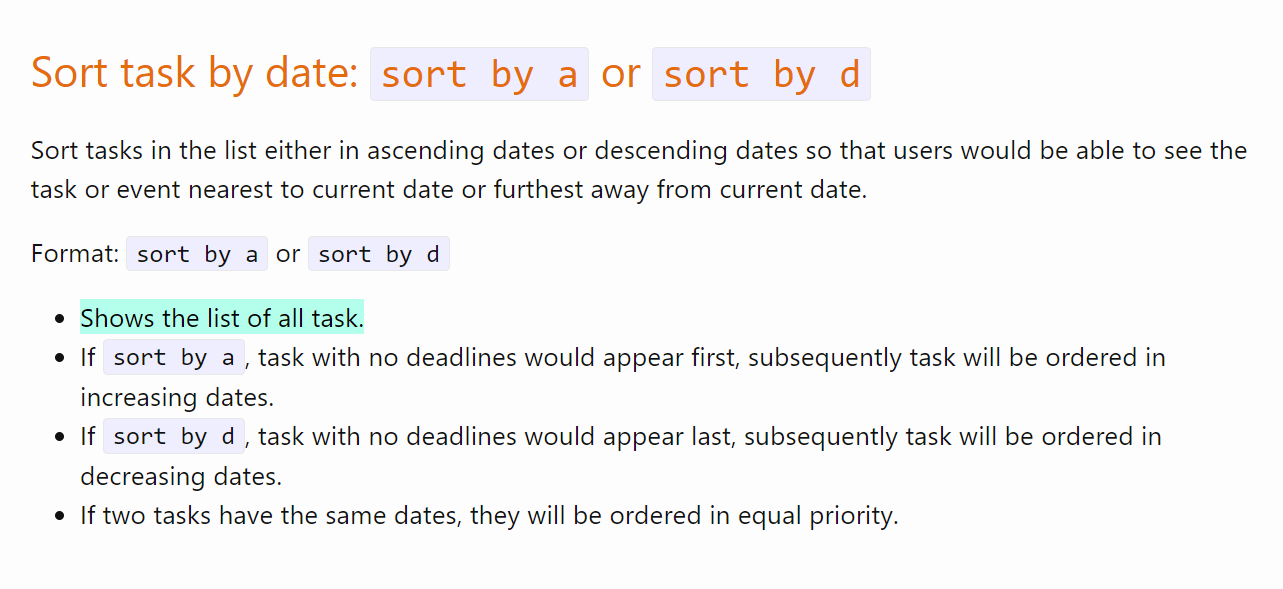 Sort task by date: sort by a or sort by d
Sort tasks in the list either in ascending dates or descending dates so that users would be able to see the
task or event nearest to current date or furthest away from current date.
Format: sort by a or sort by d
• Shows the list of all task.
• If sort by a, task with no deadlines would appear first, subsequently task will be ordered in
increasing dates.
• If sort by d, task with no deadlines would appear last, subsequently task will be ordered in
decreasing dates.
• If two tasks have the same dates, they will be ordered in equal priority.